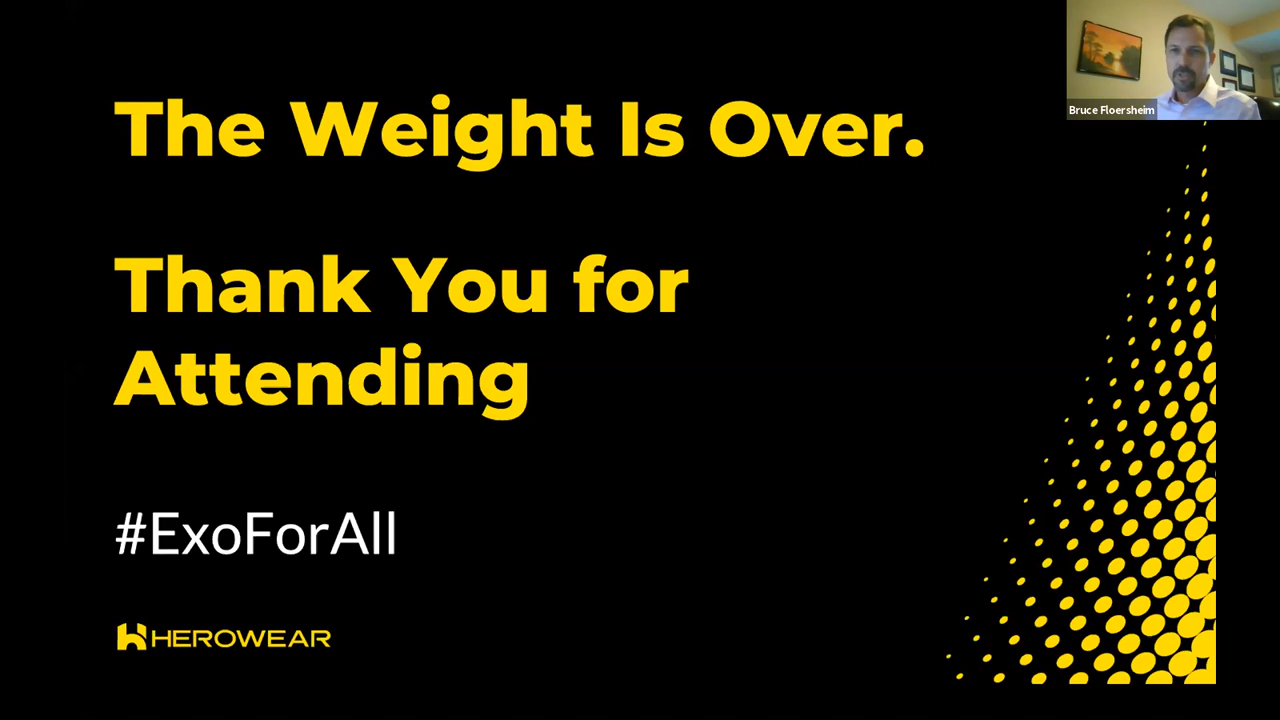 Bruce Floersheim
The Weight Is Over.
Thank You for
Attending
#ExoForAll
HEROWEAR